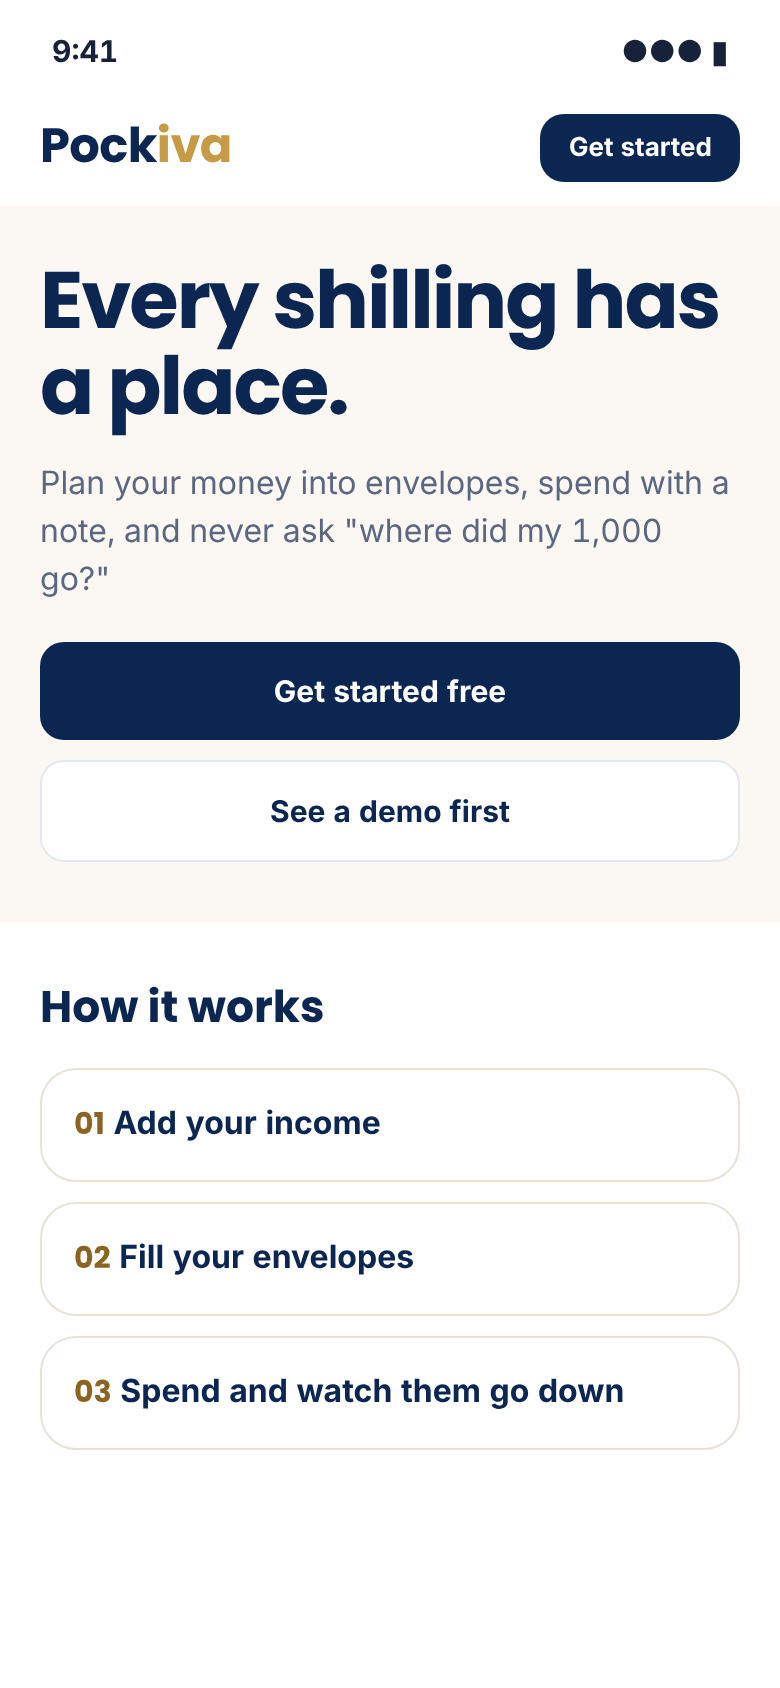 9:41
Pockiva
Get started
Every shilling has
a place.
Plan your money into envelopes, spend with a
note, and never ask "where did my 1,000
go?"
Get started free
See a demo first
How it works
01 Add your income
02 Fill your envelopes
03 Spend and watch them go down